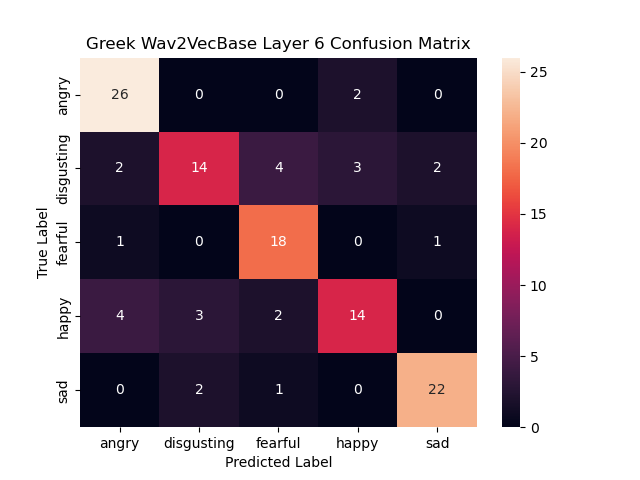 Greek Wav2VecBase Layer 6 Confusion Matrix
True Label
angry 26 0 0 2 0
disgusting 2 14 4 3 2
fearful 1 0 18 0 1
happy 4 3 2 14 0
sad 0 2 1 0 22
angry disgusting fearful happy sad
Predicted Label
25
20
15
10
5
0